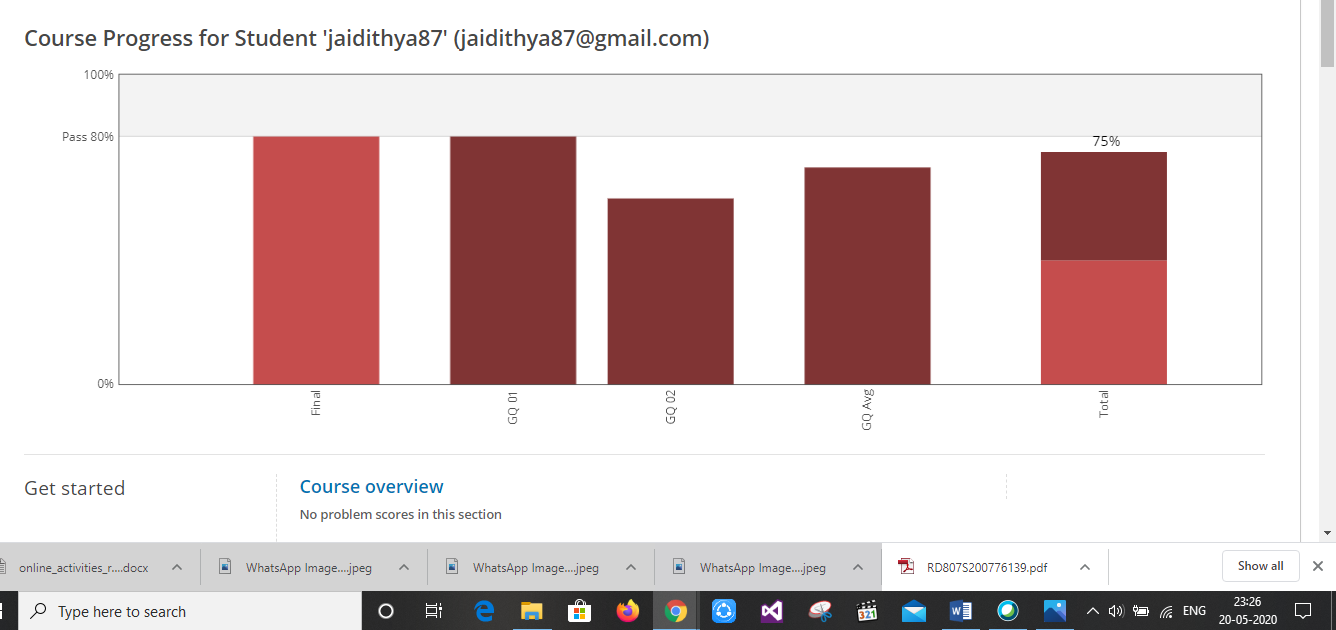 Course Progress for Student 'jaidithya87' (jaidithya87@gmail.com)
100%
Pass 80%
75%
0%
Final
GQ 01
GQ 02
GQ Avg
Total
Get started
Course overview
No problem scores in this section
online_activities_r....docx
WhatsApp Image....jpeg
WhatsApp Image....jpeg
WhatsApp Image....jpeg
RD807S200776139.pdf
Show all
Type here to search
321
ENG
23:26
20-05-2020